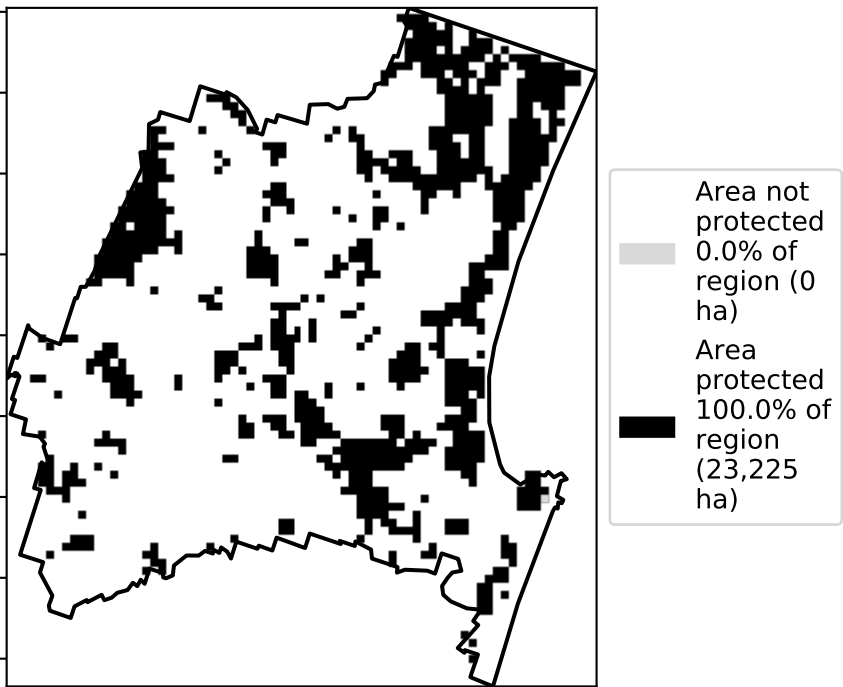 Area not
protected
0.0% of
region (0
ha)
Area
protected
100.0% of
region
(23,225
ha)